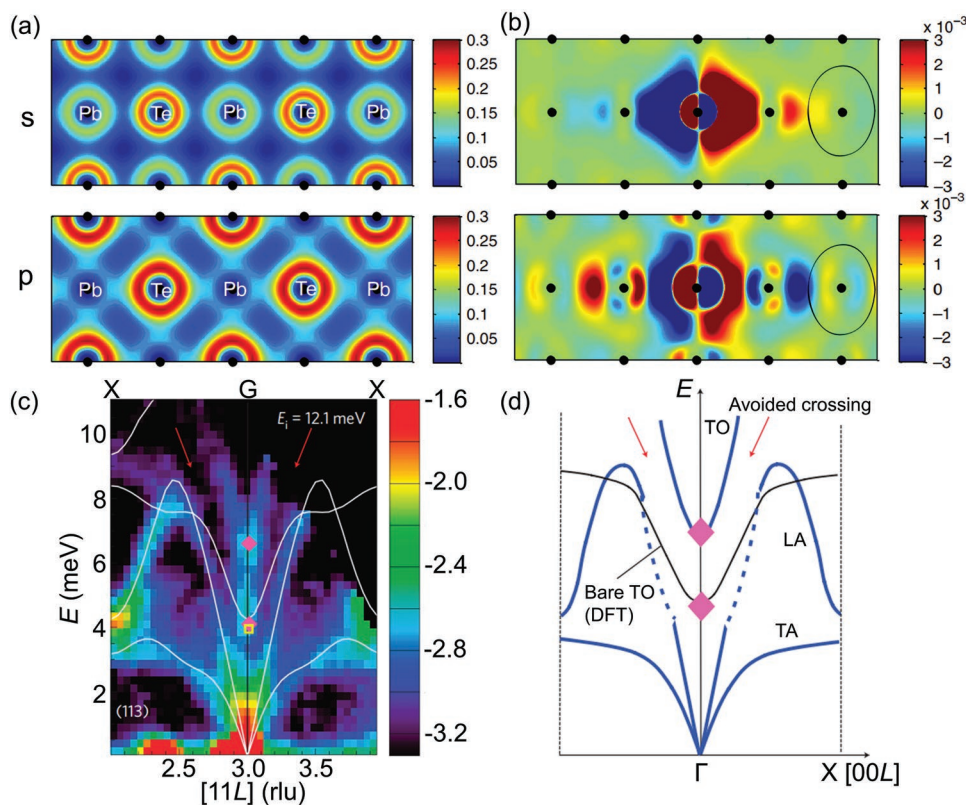 (a)
(b)
s
Pb Te Pb Te Pb
0.3
0.25
0.2
0.15
0.1
0.05
x 10⁻³
3
2
1
0
−1
−2
−3
p
Pb Te Pb Te Pb
0.3
0.25
0.2
0.15
0.1
0.05
x 10⁻³
3
2
1
0
−1
−2
−3
(c)
X G X
Ei = 12.1 meV
E (meV)
10
8
6
4
2
(113)
2.5 3.0 3.5
[11L] (rlu)
-1.6
-2.0
-2.4
-2.8
-3.2
(d)
E
TO
Avoided crossing
LA
Bare TO
(DFT)
TA
Γ
X [00L]